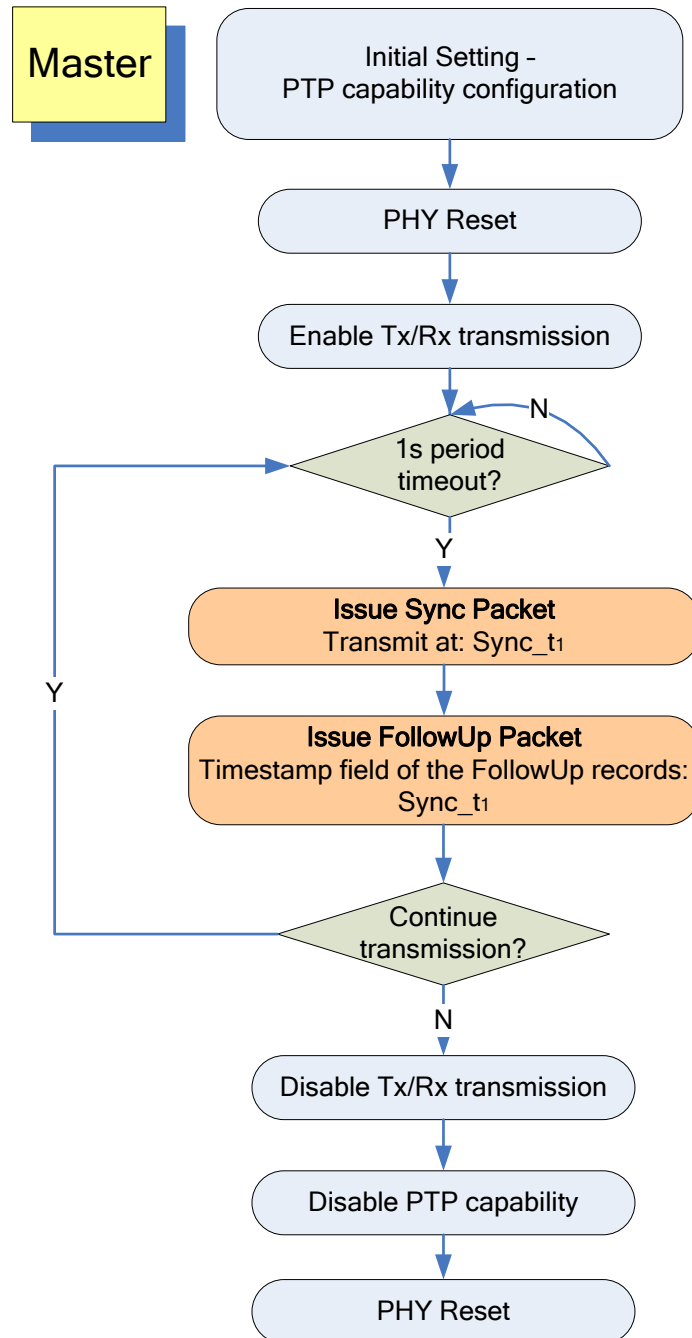 Master
Initial Setting -
PTP capability configuration
PHY Reset
Enable Tx/Rx transmission
N
1s period
timeout?
Y
Issue Sync Packet
Transmit at: Sync_t1
Y
Issue FollowUp Packet
Timestamp field of the FollowUp records:
Sync_t1
Continue
transmission?
N
Disable Tx/Rx transmission
Disable PTP capability
PHY Reset